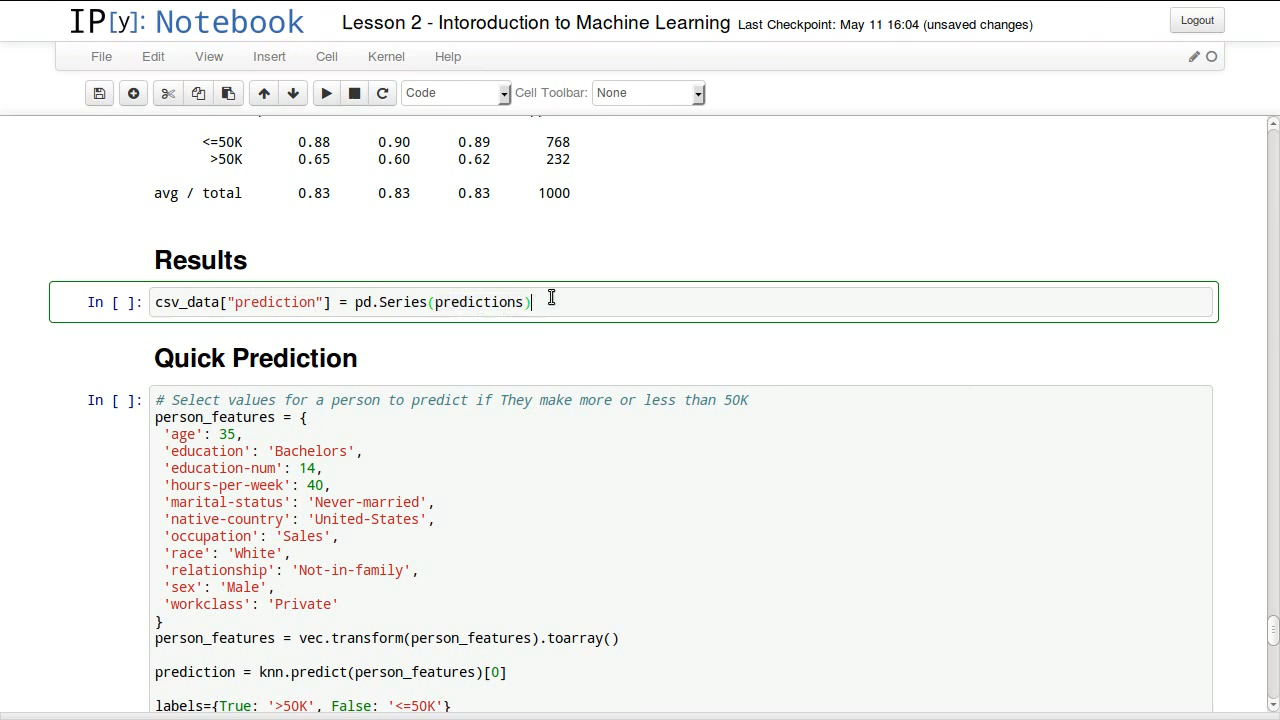 IP[y]: Notebook
Lesson 2 - Intoroduction to Machine Learning Last Checkpoint: May 11 16:04 (unsaved changes)
Logout
File Edit View Insert Cell Kernel Help
Code Cell Toolbar: None
<=50K 0.88 0.90 0.89 768
>50K 0.65 0.60 0.62 232
avg / total 0.83 0.83 0.83 1000
Results
In [ ]: csv_data["prediction"] = pd.Series(predictions)
Quick Prediction
In [ ]: # Select values for a person to predict if They make more or less than 50K
person_features = {
'age': 35,
'education': 'Bachelors',
'education-num': 14,
'hours-per-week': 40,
'marital-status': 'Never-married',
'native-country': 'United-States',
'occupation': 'Sales',
'race': 'White',
'relationship': 'Not-in-family',
'sex': 'Male',
'workclass': 'Private'
}
person_features = vec.transform(person_features).toarray()
prediction = knn.predict(person_features)[0]
labels={True: '>50K', False: '<=50K'}